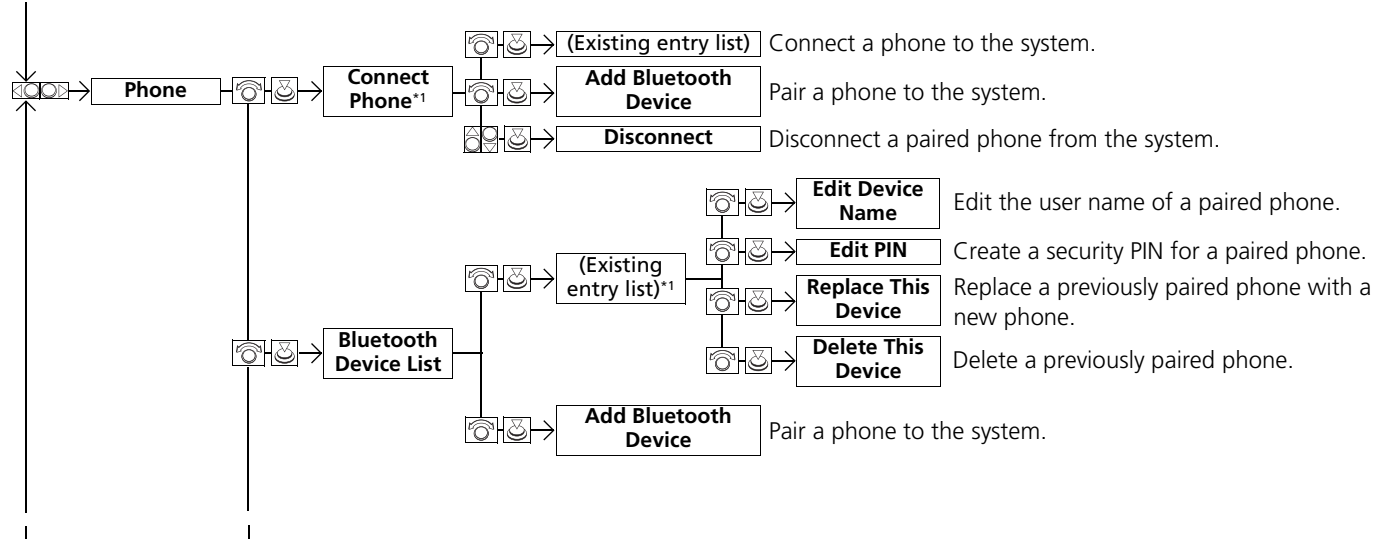 (Existing entry list) Connect a phone to the system.
Phone
Connect
Phone*1
Add Bluetooth
Device
Pair a phone to the system.
Disconnect Disconnect a paired phone from the system.
Edit Device
Name
Edit the user name of a paired phone.
Edit PIN Create a security PIN for a paired phone.
(Existing
entry list)*1
Replace This
Device
Replace a previously paired phone with a
new phone.
Bluetooth
Device List
Delete This
Device
Delete a previously paired phone.
Add Bluetooth
Device
Pair a phone to the system.